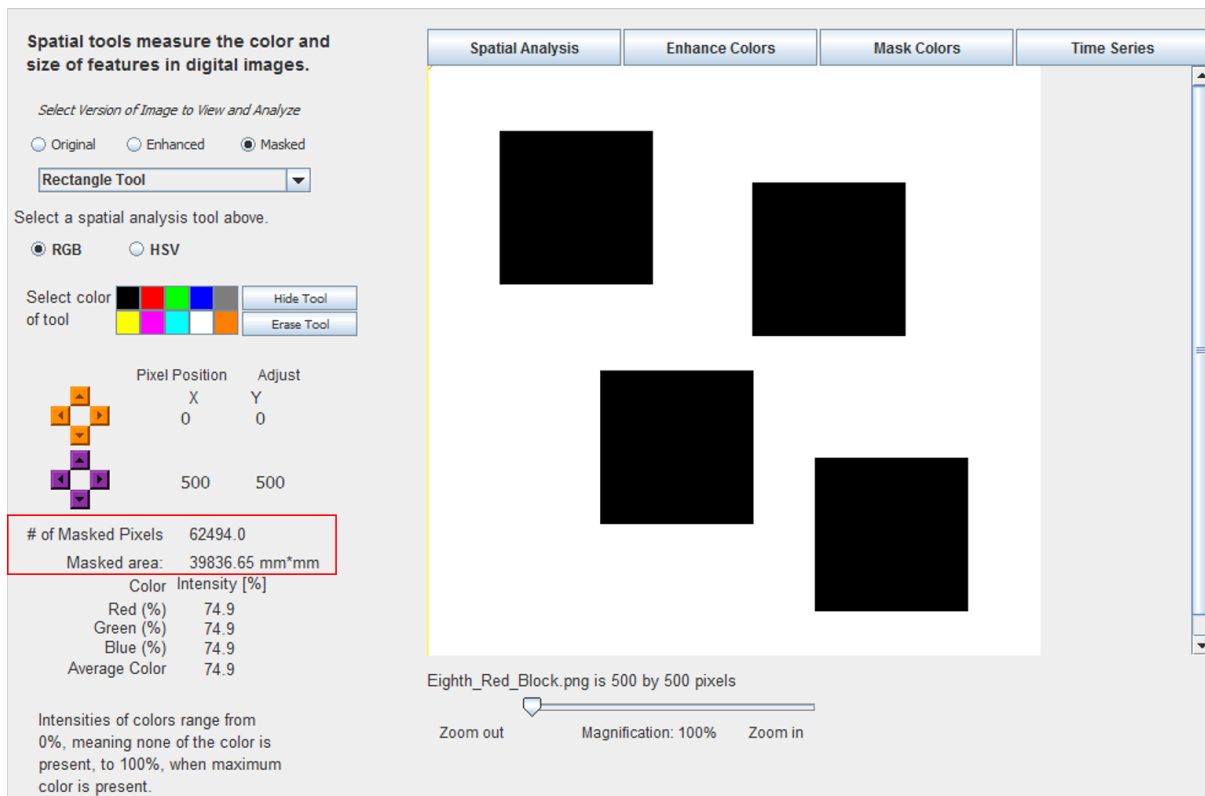 Spatial tools measure the color and
size of features in digital images.
Select Version of Image to View and Analyze
Original Enhanced Masked
Rectangle Tool
Select a spatial analysis tool above.
RGB HSV
Select color
of tool
Hide Tool
Erase Tool
Pixel Position Adjust
X Y
0 0
500 500
# of Masked Pixels 62494.0
Masked area: 39836.65 mm*mm
Color Intensity [%]
Red (%) 74.9
Green (%) 74.9
Blue (%) 74.9
Average Color 74.9
Intensities of colors range from
0%, meaning none of the color is
present, to 100%, when maximum
color is present.
Spatial Analysis Enhance Colors Mask Colors Time Series
Eighth_Red_Block.png is 500 by 500 pixels
Zoom out Magnification: 100% Zoom in